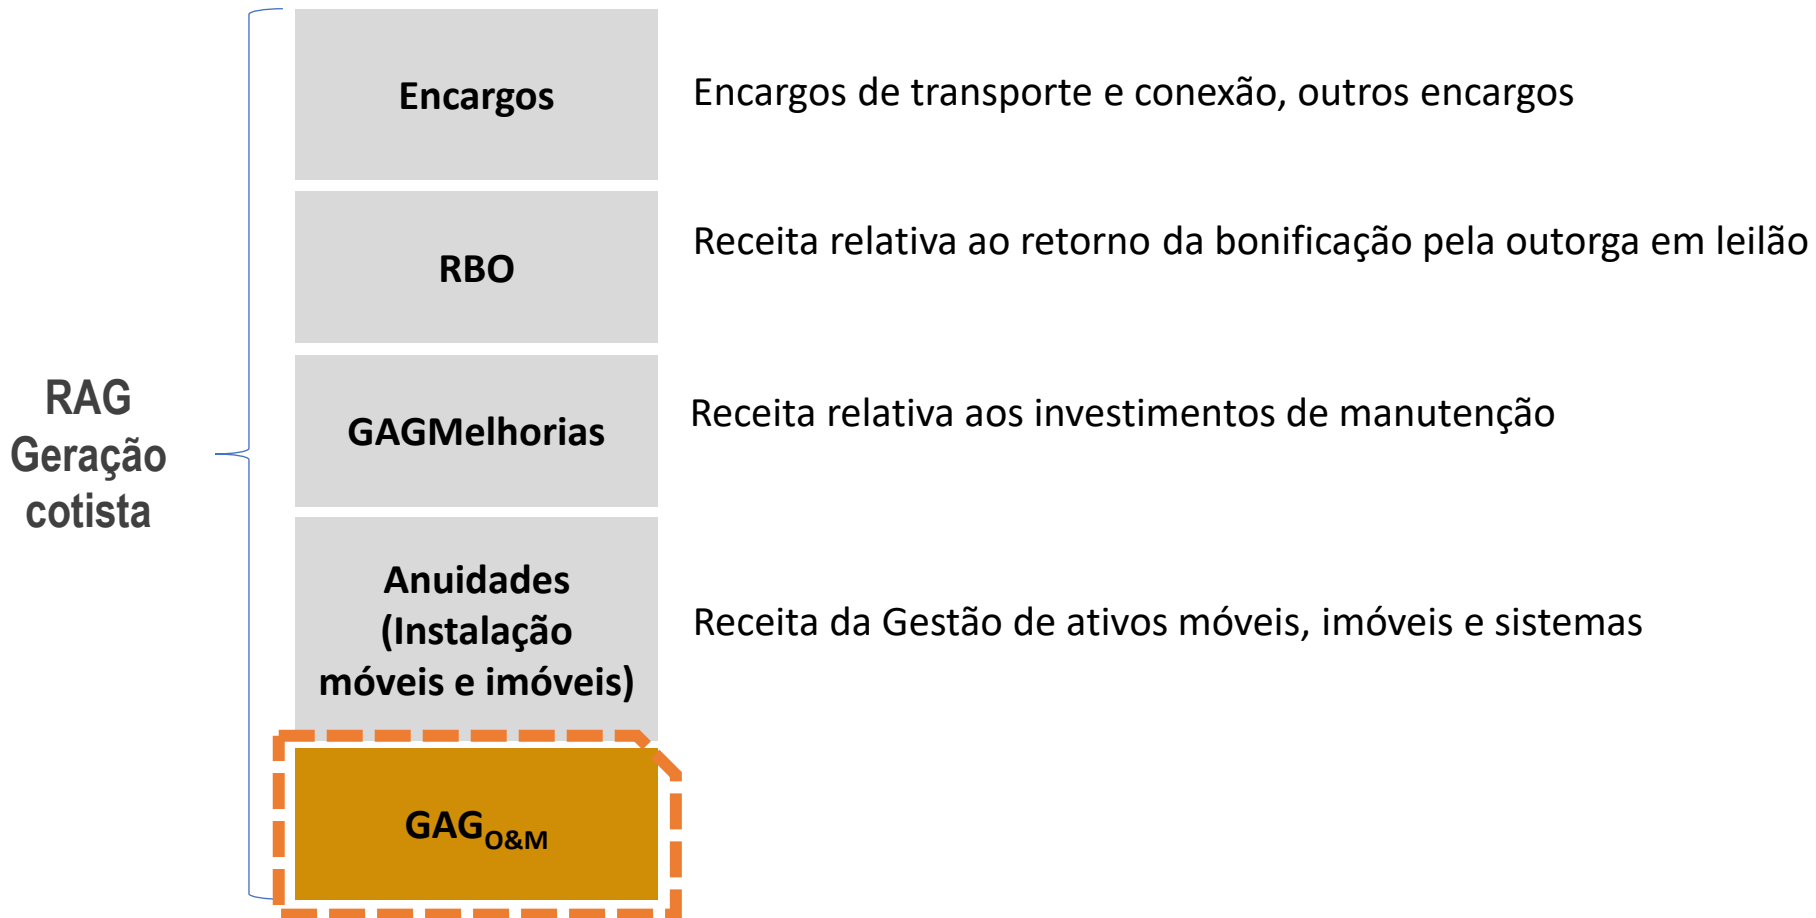 RAG
Geração
cotista
Encargos
Encargos de transporte e conexão, outros encargos
RBO
Receita relativa ao retorno da bonificação pela outorga em leilão
GAGMelhorias
Receita relativa aos investimentos de manutenção
Anuidades
(Instalação
móveis e imóveis)
Receita da Gestão de ativos móveis, imóveis e sistemas
GAGO&M